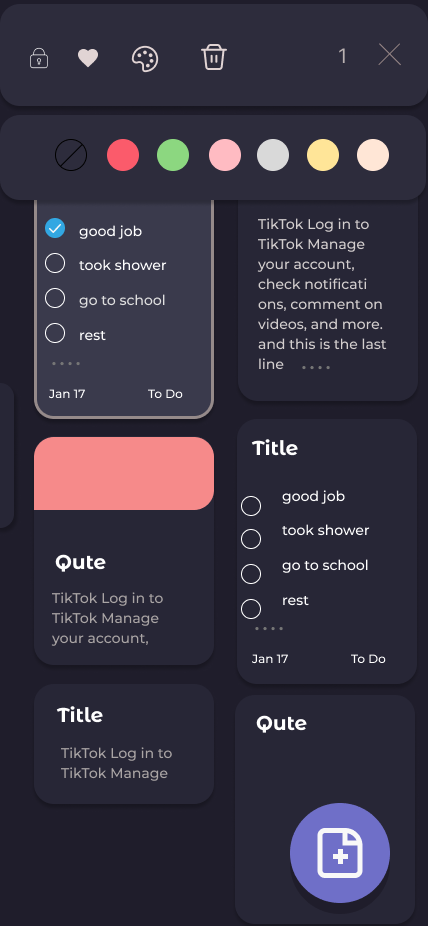 1
good job
took shower
go to school
rest
....
Jan 17 To Do
TikTok Log in to
TikTok Manage
your account,
check notificati
ons, comment on
videos, and more.
and this is the last
line ....
Qute
TikTok Log in to
TikTok Manage
your account,
Title
good job
took shower
go to school
rest
....
Jan 17 To Do
Title
TikTok Log in to
TikTok Manage
Qute